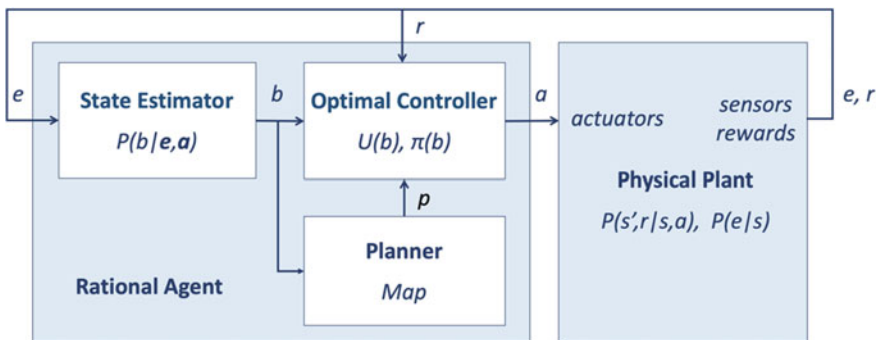 r
e
State Estimator
P(b|e,a)
b
Optimal Controller
U(b), π(b)
a
actuators
sensors
rewards
e, r
Physical Plant
P(s',r|s,a), P(e|s)
p
Planner
Map
Rational Agent